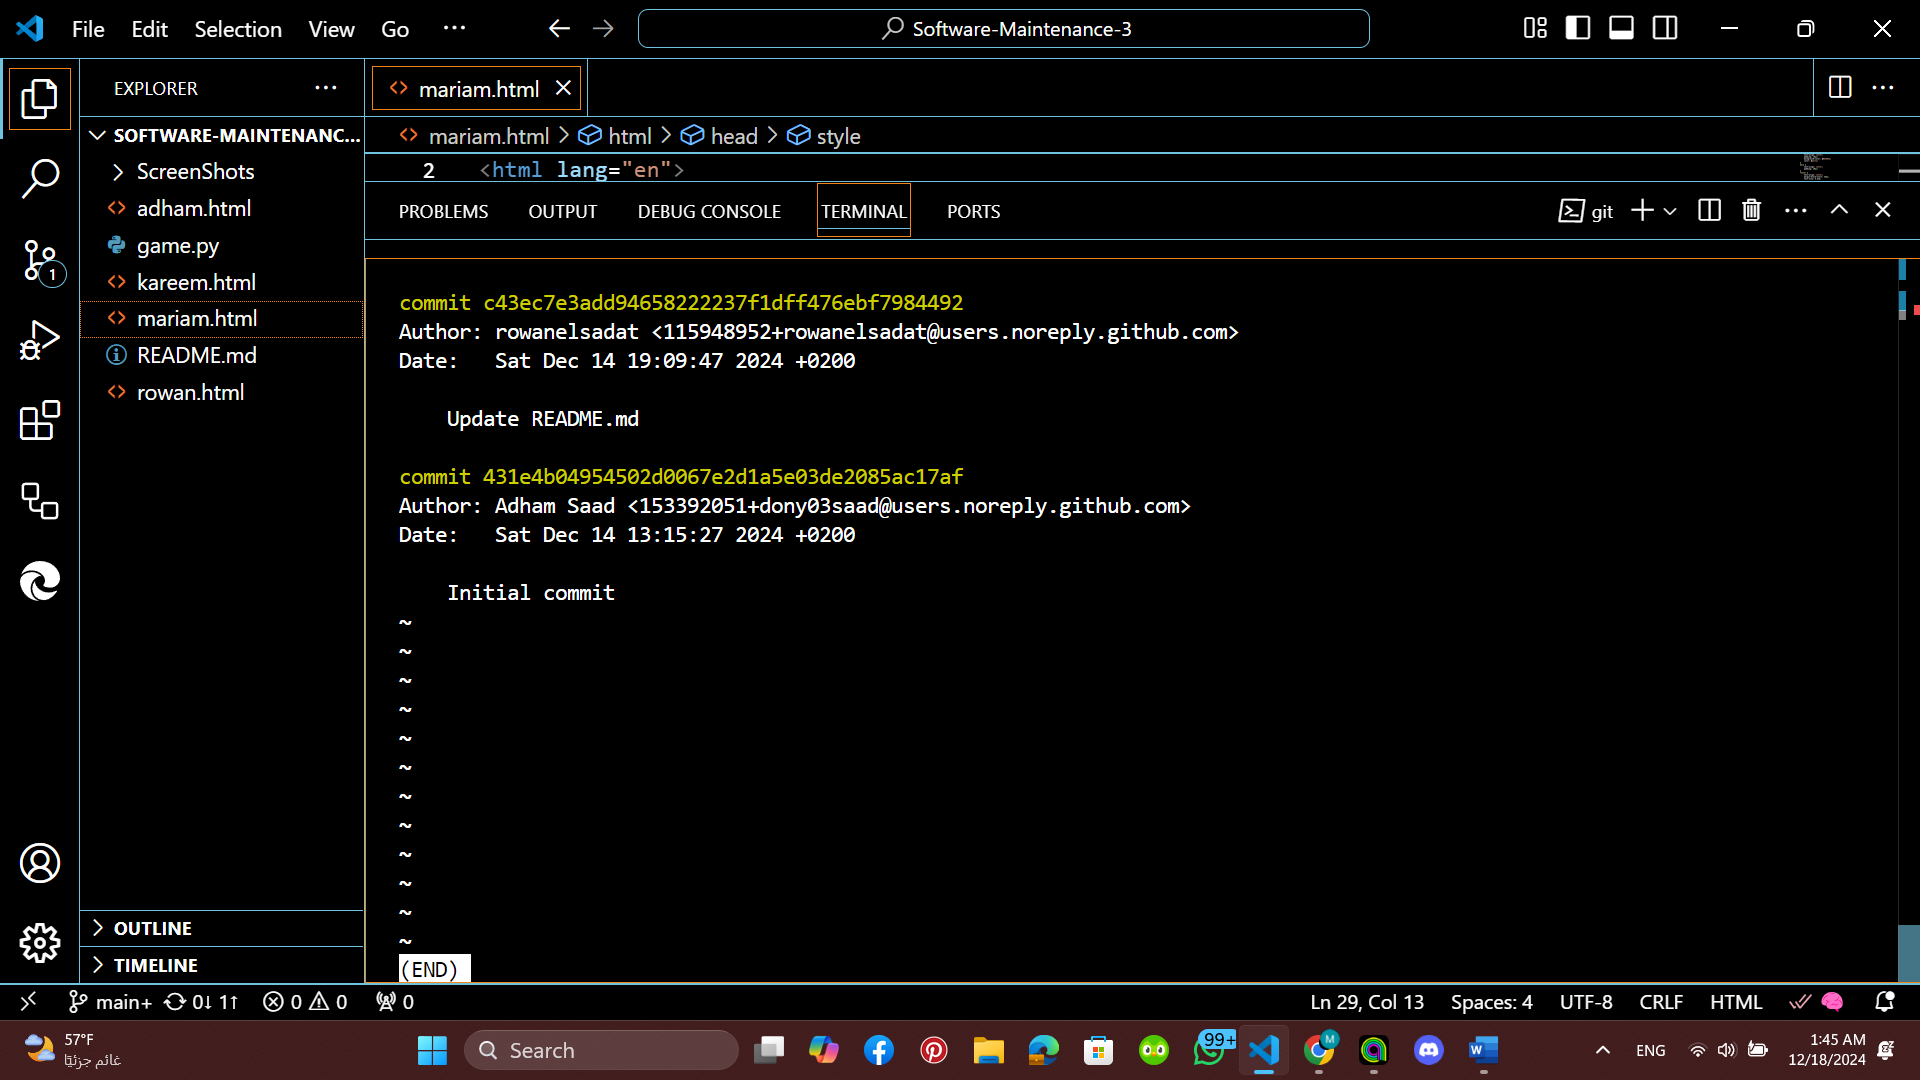 File Edit Selection View Go ···
Software-Maintenance-3
EXPLORER
mariam.html
SOFTWARE-MAINTENANC...
mariam.html > html > head > style
ScreenShots
2 <html lang="en">
adham.html
PROBLEMS OUTPUT DEBUG CONSOLE TERMINAL PORTS
git
game.py
1
kareem.html
mariam.html
README.md
rowan.html
commit c43ec7e3add94658222237f1dff476ebf7984492
Author: rowanelsadat <115948952+rowanelsadat@users.noreply.github.com>
Date:   Sat Dec 14 19:09:47 2024 +0200
Update README.md
commit 431e4b04954502d0067e2d1a5e03de2085ac17af
Author: Adham Saad <153392051+dony03saad@users.noreply.github.com>
Date:   Sat Dec 14 13:15:27 2024 +0200
Initial commit
~
~
~
~
~
~
~
~
~
~
~
~
(END)
OUTLINE
TIMELINE
main+ 0↓ 1↑ 0 0 0
Ln 29, Col 13 Spaces: 4 UTF-8 CRLF HTML
57°F
غائم جزئيًا
Search
99+
M
ENG
1:45 AM
12/18/2024